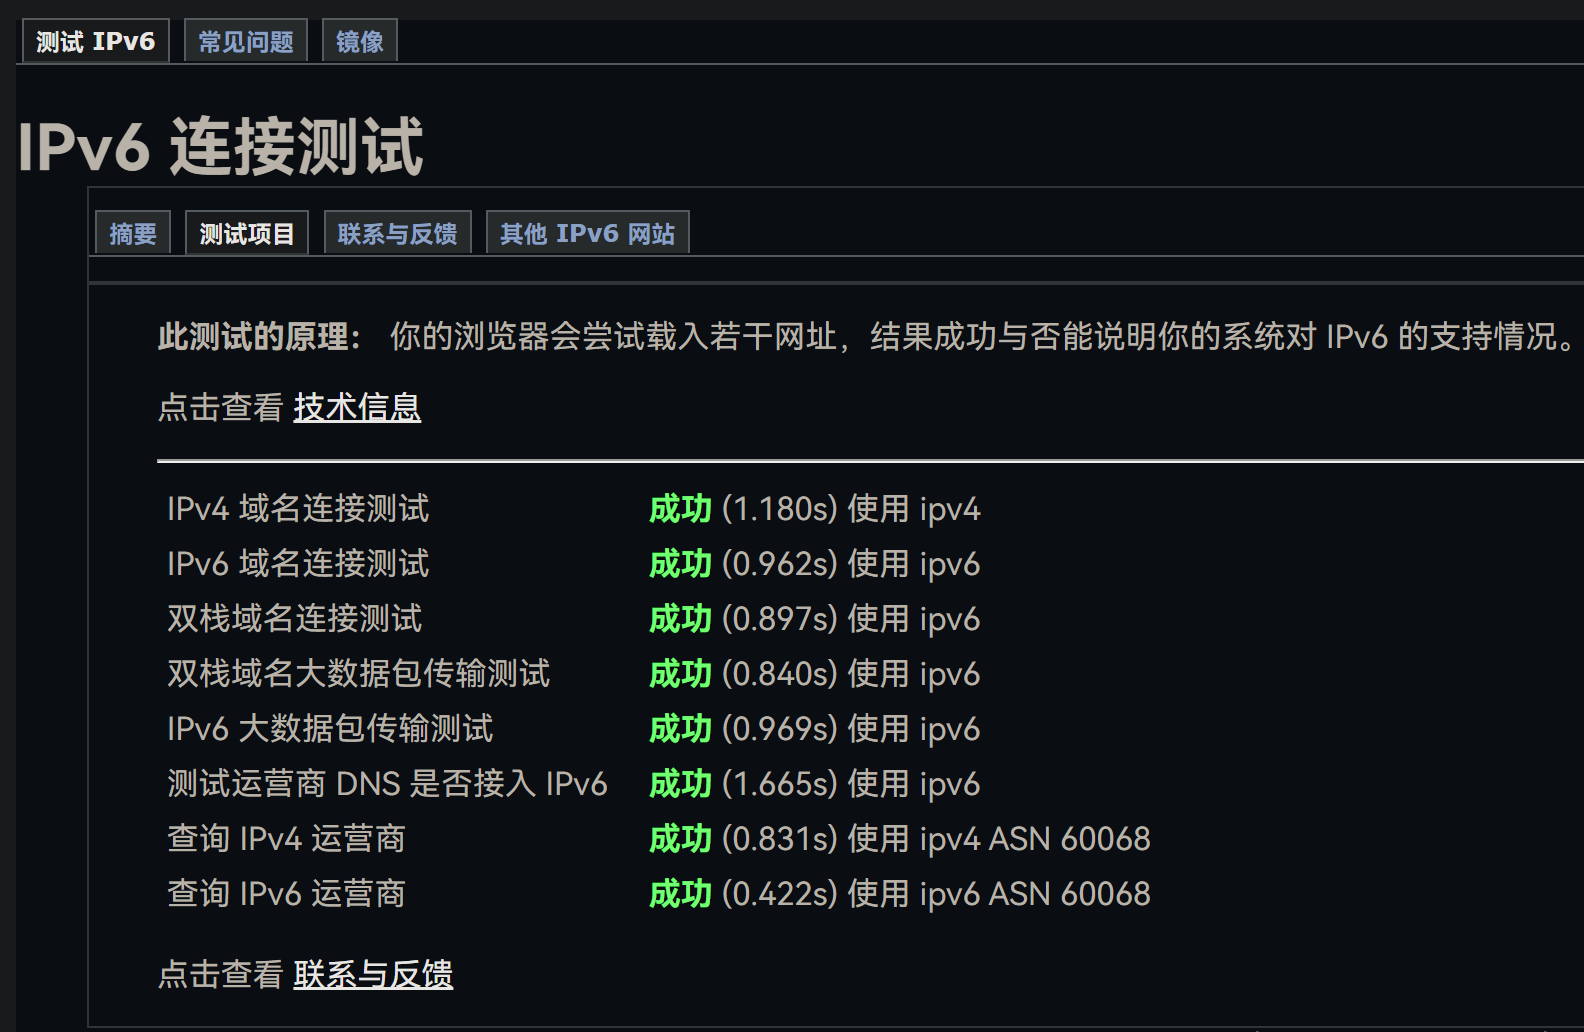 测试 IPv6 常见问题 镜像
IPv6 连接测试
摘要 测试项目 联系与反馈 其他 IPv6 网站
此测试的原理： 你的浏览器会尝试载入若干网址，结果成功与否能说明你的系统对 IPv6 的支持情况。
点击查看 技术信息
IPv4 域名连接测试 成功 (1.180s) 使用 ipv4
IPv6 域名连接测试 成功 (0.962s) 使用 ipv6
双栈域名连接测试 成功 (0.897s) 使用 ipv6
双栈域名大数据包传输测试 成功 (0.840s) 使用 ipv6
IPv6 大数据包传输测试 成功 (0.969s) 使用 ipv6
测试运营商 DNS 是否接入 IPv6 成功 (1.665s) 使用 ipv6
查询 IPv4 运营商 成功 (0.831s) 使用 ipv4 ASN 60068
查询 IPv6 运营商 成功 (0.422s) 使用 ipv6 ASN 60068
点击查看 联系与反馈